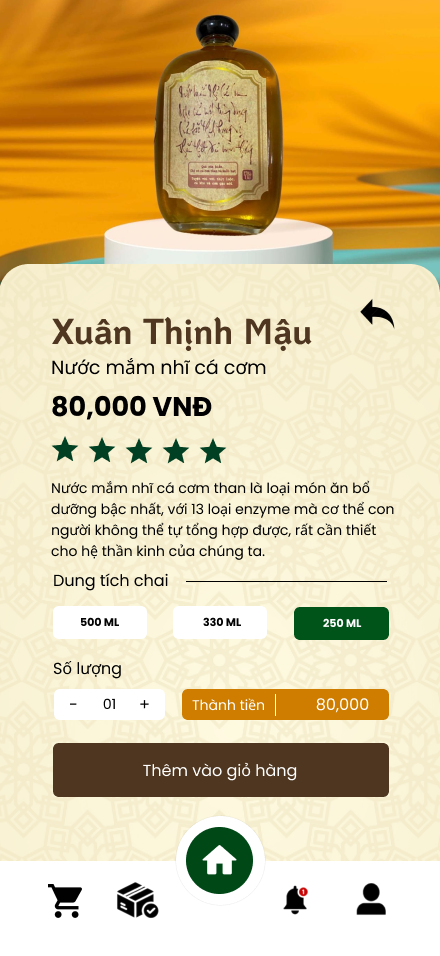 Xuân Thịnh Mậu
Nước mắm nhĩ cá cơm
80,000 VNĐ
Nước mắm nhĩ cá cơm than là loại món ăn bổ
dưỡng bậc nhất, với 13 loại enzyme mà cơ thể con
người không thể tự tổng hợp được, rất cần thiết
cho hệ thần kinh của chúng ta.
Dung tích chai
500 ML 330 ML 250 ML
Số lượng
- 01 + Thành tiền 80,000
Thêm vào giỏ hàng
1